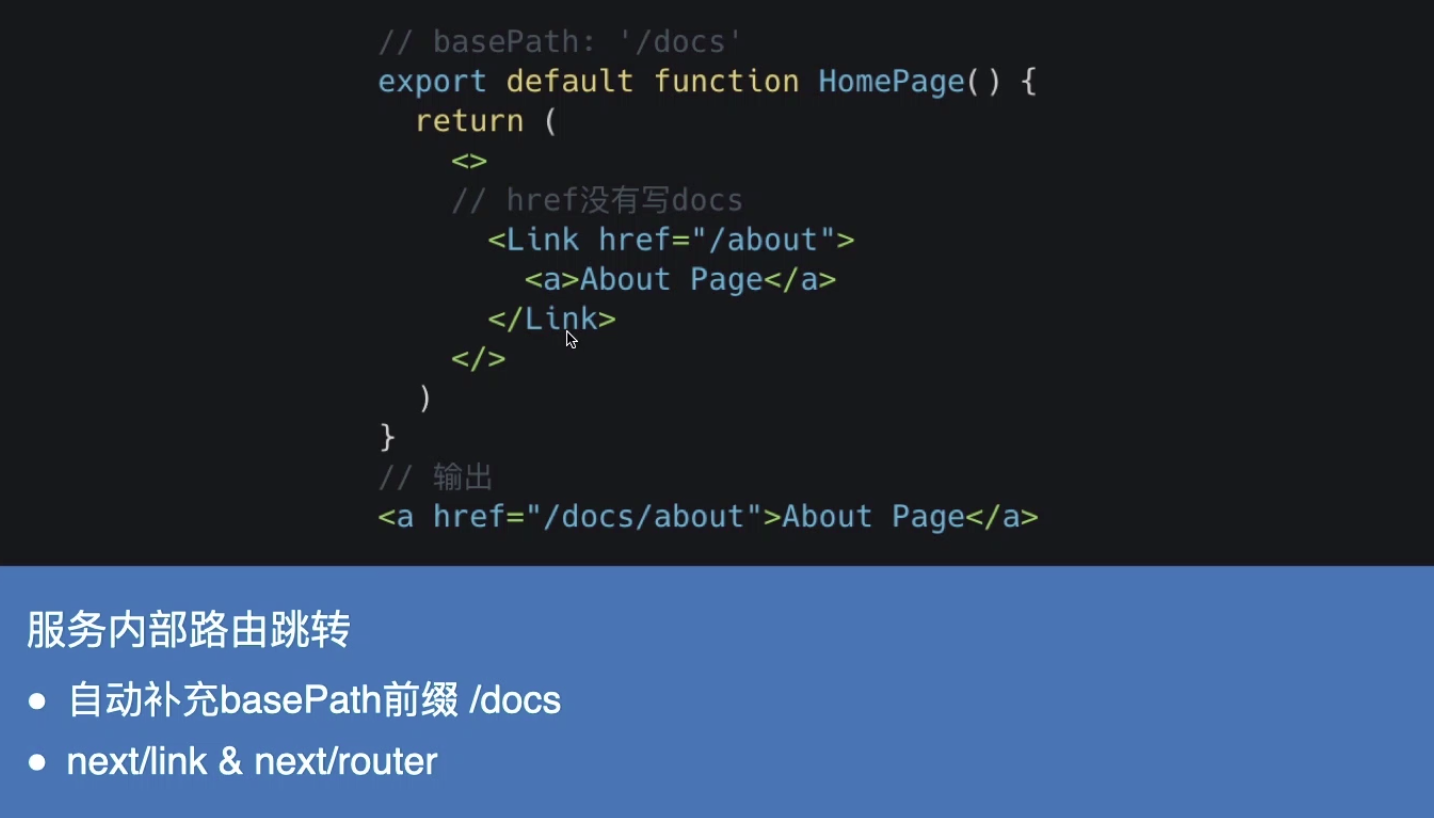 // basePath: '/docs'
export default function HomePage() {
return (
<>
// href没有写docs
<Link href="/about">
<a>About Page</a>
</Link>
</>
)
}
// 输出
<a href="/docs/about">About Page</a>
服务内部路由跳转
● 自动补充basePath前缀 /docs
● next/link & next/router